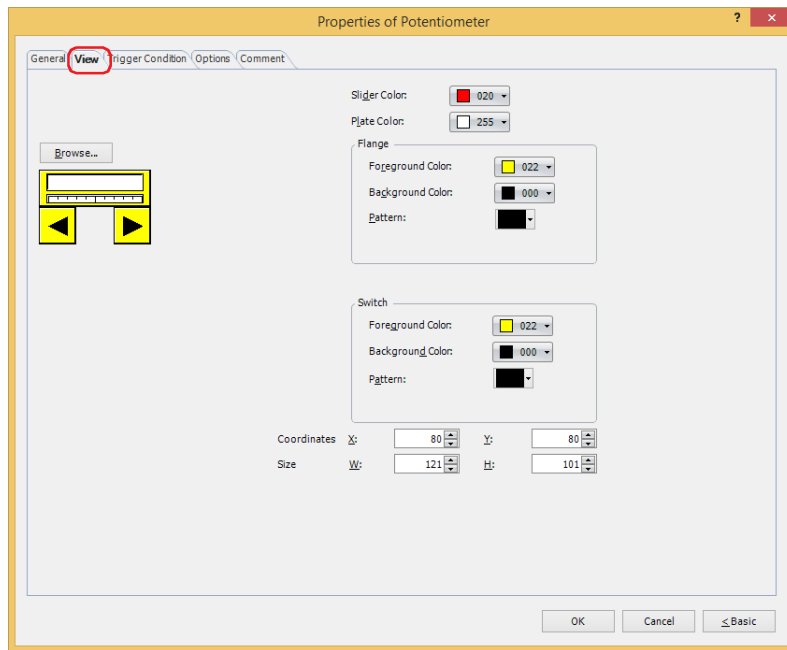 Properties of Potentiometer
? ×
General View Trigger Condition Options Comment
Slider Color: 020
Plate Color: 255
Browse...
Flange
Foreground Color: 022
Background Color: 000
Pattern:
Switch
Foreground Color: 022
Background Color: 000
Pattern:
Coordinates X: 80 Y: 80
Size W: 121 H: 101
OK Cancel < Basic